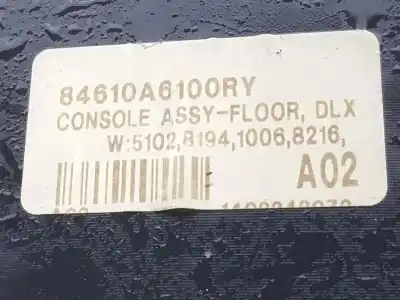 84610A6100RY
CONSOLE ASSY-FLOOR, DLX
W:5102,8194,1006,8216,
A02